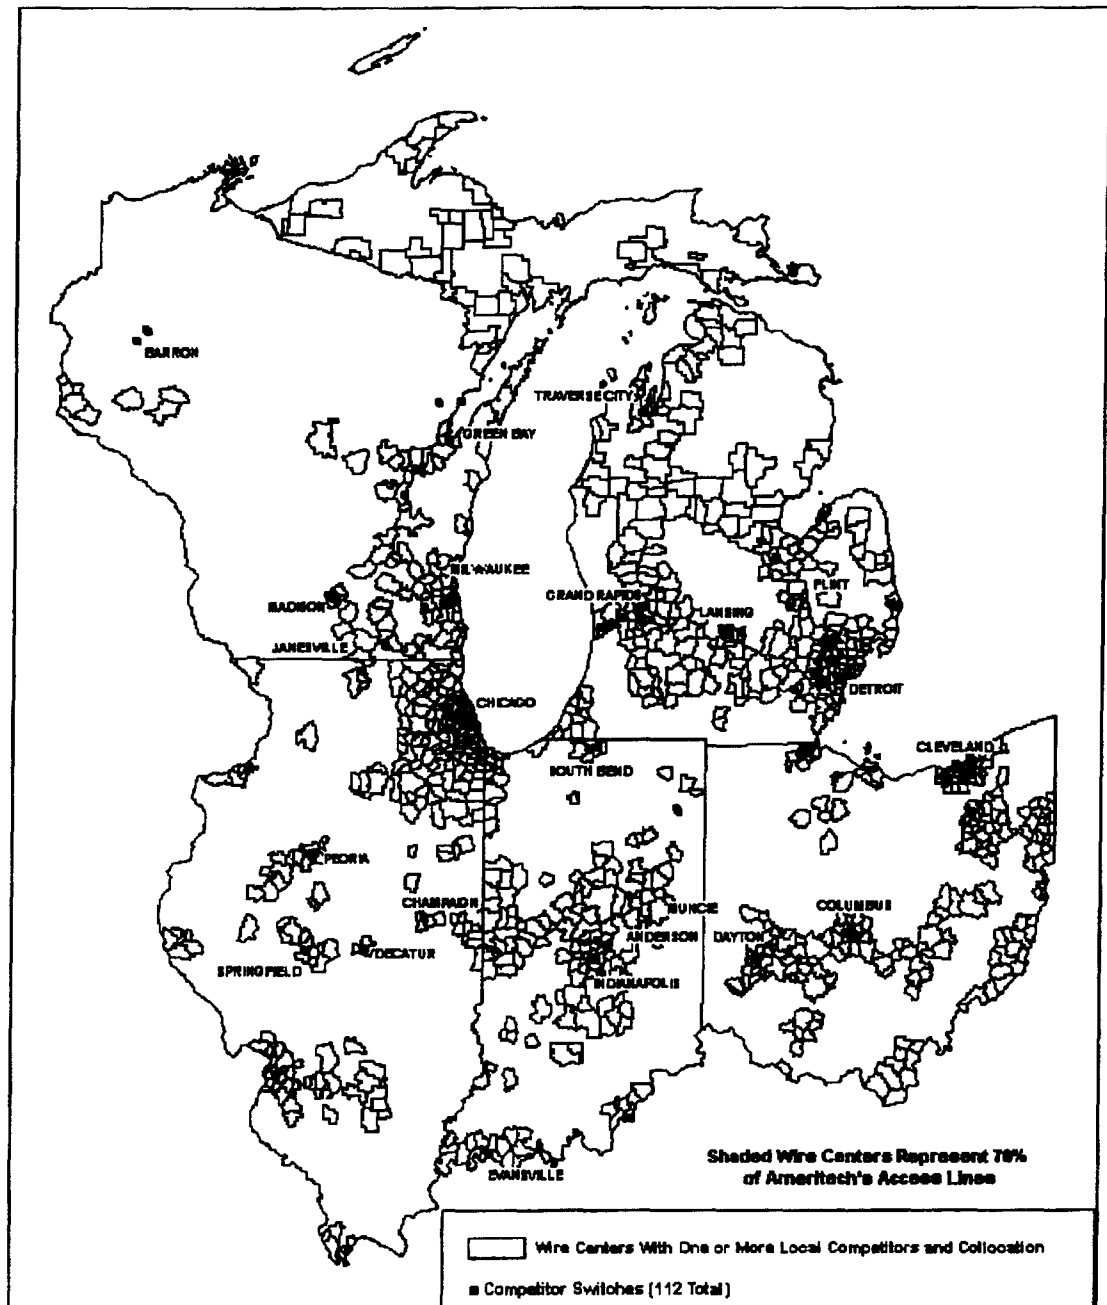 BARRON
TRAVERSE CITY
GREEN BAY
MILWAUKEE
GRAND RAPIDS
FLINT
LANSING
MADISON
JANESVILLE
DETROIT
CHICAGO
CLEVELAND
SOUTH BEND
PEORIA
CHAMPAIGN
MUNCIE
COLUMBUS
ANDERSON
DAYTON
DECATUR
SPRINGFIELD
INDIANAPOLIS
EVANSVILLE
Shaded Wire Centers Represent 78%
of Ameritech's Access Lines
Wire Centers With One or More Local Competitors and Collocation
Competitor Switches (112 Total)